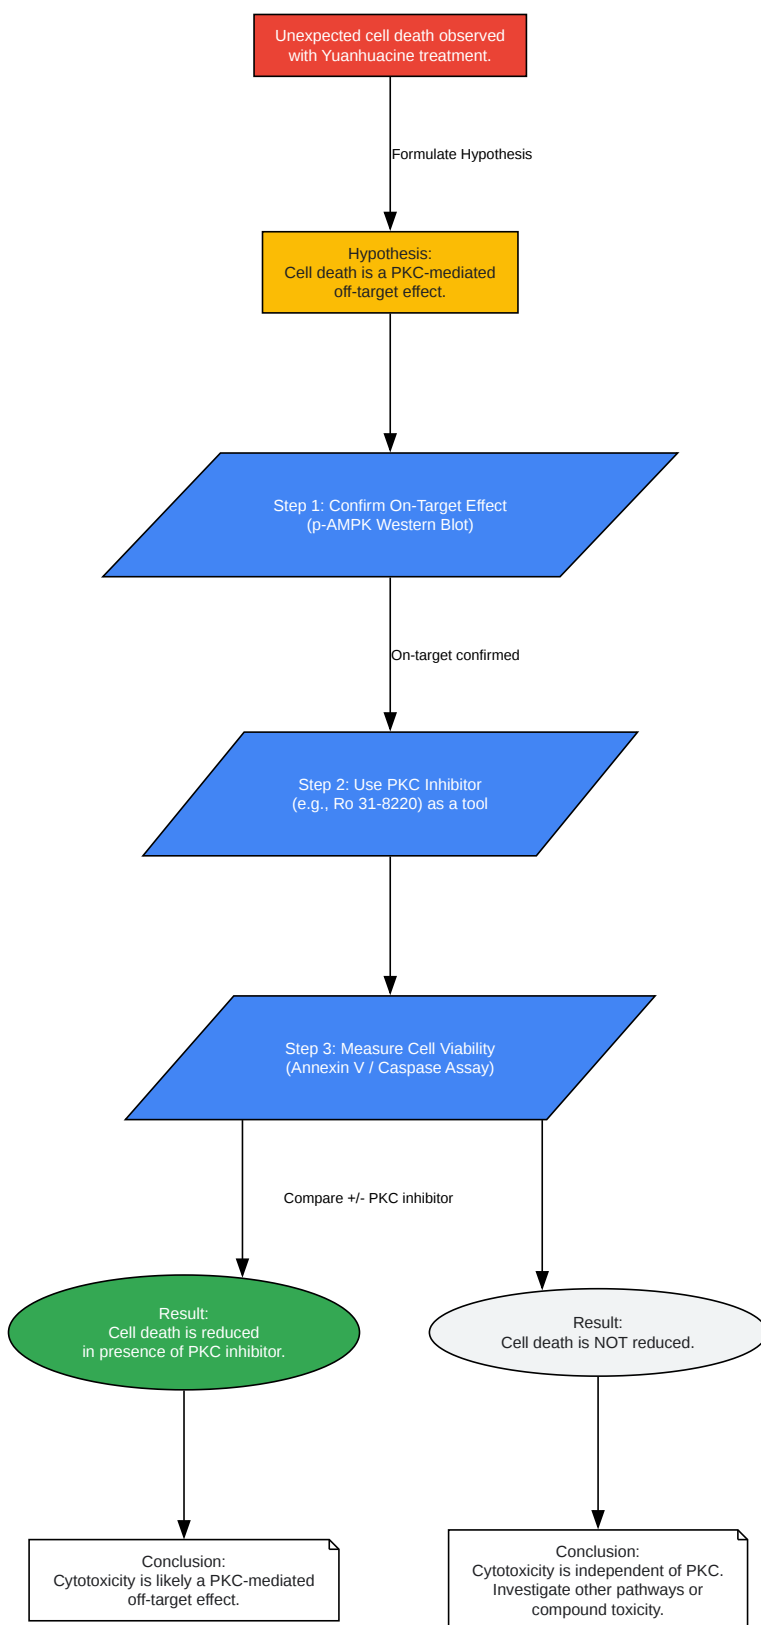 Unexpected cell death observed
with Yuanhuacine treatment.
Formulate Hypothesis
Hypothesis:
Cell death is a PKC-mediated
off-target effect.
Step 1: Confirm On-Target Effect
(p-AMPK Western Blot)
On-target confirmed
Step 2: Use PKC Inhibitor
(e.g., Ro 31-8220) as a tool
Step 3: Measure Cell Viability
(Annexin V / Caspase Assay)
Compare +/- PKC inhibitor
Result:
Cell death is reduced
in presence of PKC inhibitor.
Result:
Cell death is NOT reduced.
Conclusion:
Cytotoxicity is likely a PKC-mediated
off-target effect.
Conclusion:
Cytotoxicity is independent of PKC.
Investigate other pathways or
compound toxicity.